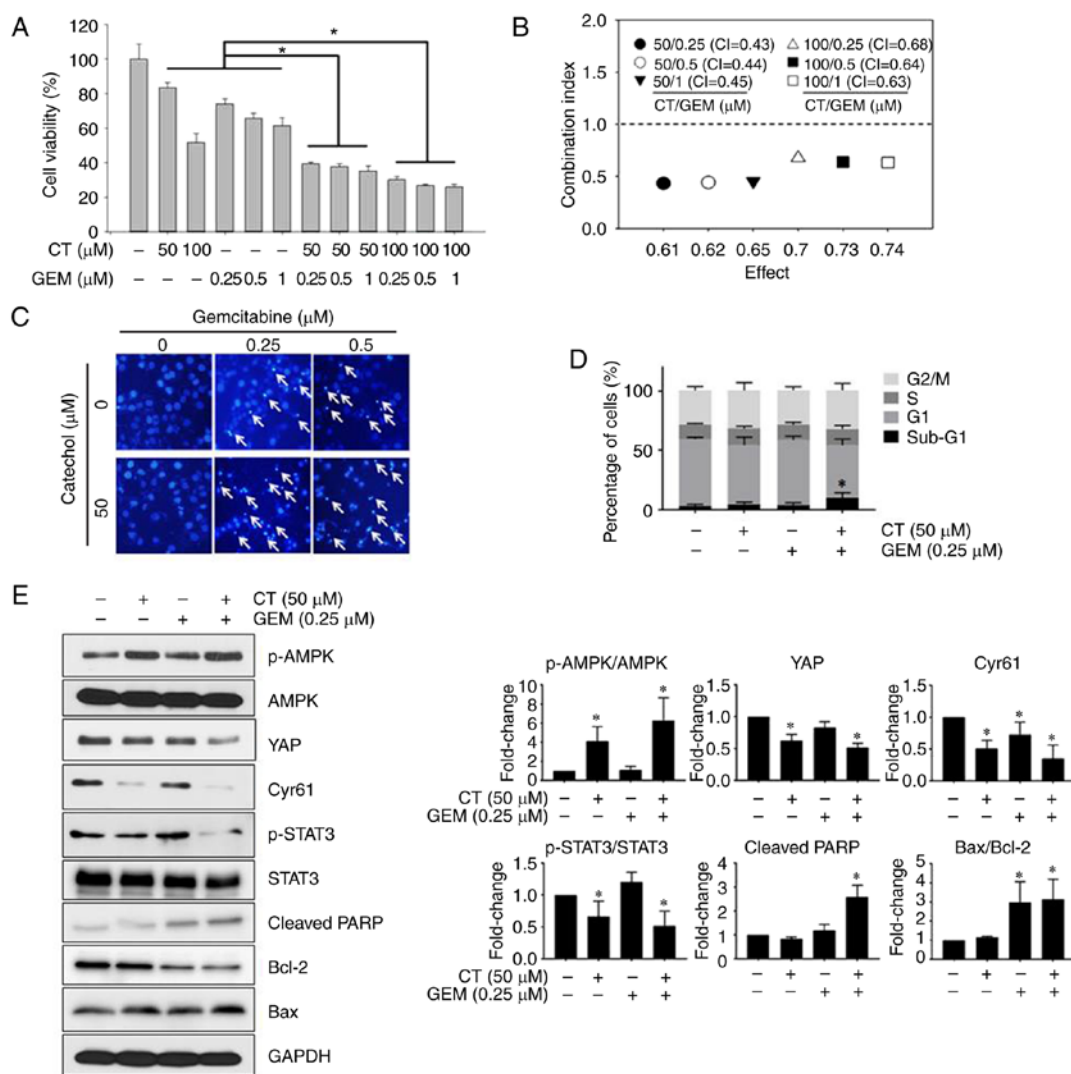 A
120
100
80
60
40
20
0
Cell viability (%)
*
*
CT (μM) – 50 100 – – – 50 50 50 100 100 100
GEM (μM) – – – 0.25 0.5 1 0.25 0.5 1 0.25 0.5 1
B
2.0
1.5
1.0
0.5
0.0
Combination index
50/0.25 (CI=0.43) 100/0.25 (CI=0.68)
50/0.5 (CI=0.44) 100/0.5 (CI=0.64)
50/1 (CI=0.45) 100/1 (CI=0.63)
CT/GEM (μM) CT/GEM (μM)
0.61 0.62 0.65 0.7 0.73 0.74
Effect
C
Gemcitabine (μM)
0 0.25 0.5
Catechol (μM)
0
50
D
Percentage of cells (%)
100
50
0
*
G2/M
S
G1
Sub-G1
– + – + CT (50 μM)
– – + + GEM (0.25 μM)
E
– + – + CT (50 μM)
– – + + GEM (0.25 μM)
p-AMPK
AMPK
YAP
Cyr61
p-STAT3
STAT3
Cleaved PARP
Bcl-2
Bax
GAPDH
p-AMPK/AMPK
Fold-change
10
8
6
4
2
0
* *
YAP
Fold-change
1.5
1.0
0.5
0.0
* *
Cyr61
Fold-change
1.5
1.0
0.5
0.0
* * *
CT (50 μM) – + – + – + – + – + – +
GEM (0.25 μM) – – + + – – + + – – + +
p-STAT3/STAT3
Fold-change
1.5
1.0
0.5
0.0
* *
Cleaved PARP
Fold-change
4
3
2
1
0
*
Bax/Bcl-2
Fold-change
5
4
3
2
1
0
* *
CT (50 μM) – + – + – + – + – + – +
GEM (0.25 μM) – – + + – – + + – – + +